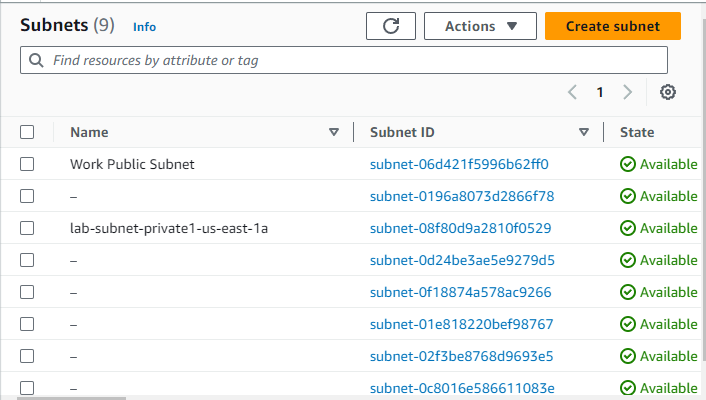 Subnets (9) Info Actions Create subnet
Find resources by attribute or tag
1
Name Subnet ID State
Work Public Subnet subnet-06d421f5996b62ff0 Available
– subnet-0196a8073d2866f78 Available
lab-subnet-private1-us-east-1a subnet-08f80d9a2810f0529 Available
– subnet-0d24be3ae5e9279d5 Available
– subnet-0f18874a578ac9266 Available
– subnet-01e818220bef98767 Available
– subnet-02f3be8768d9693e5 Available
– subnet-0c8016e586611083e Available